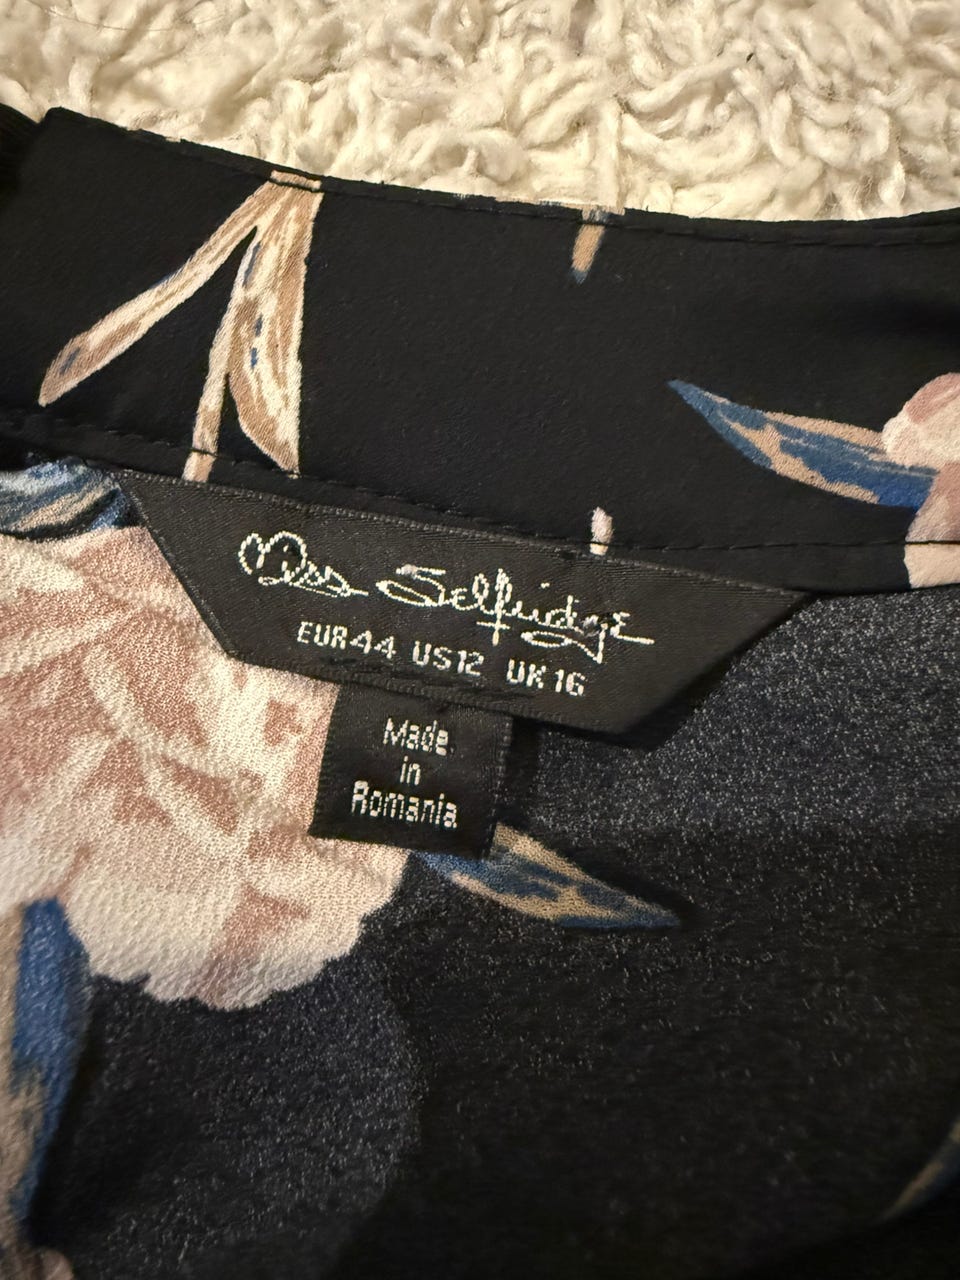 Miss Selfridge
EUR44 US12 UK16
Made
in
Romania